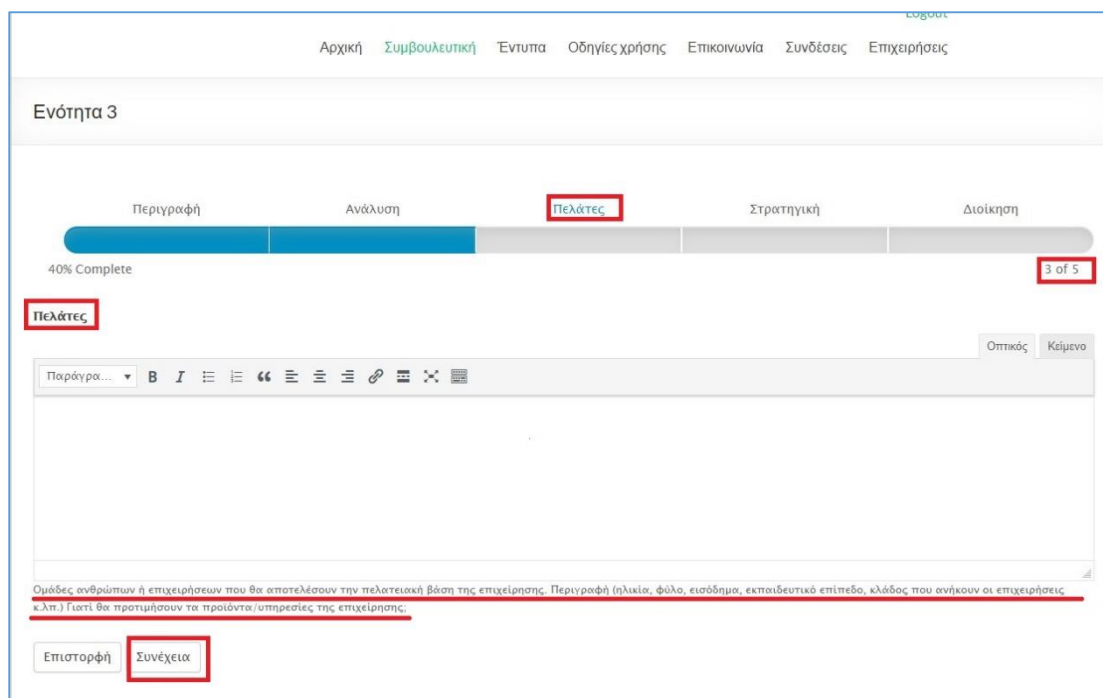 Logout
Αρχική Συμβουλευτική Έντυπα Οδηγίες χρήσης Επικοινωνία Συνδέσεις Επιχειρήσεις
Ενότητα 3
Περιγραφή Ανάλυση Πελάτες Στρατηγική Διοίκηση
40% Complete 3 of 5
Πελάτες
Οπτικός Κείμενο
Παράγρα... B I
Ομάδες ανθρώπων ή επιχειρήσεων που θα αποτελέσουν την πελατειακή βάση της επιχείρησης. Περιγραφή (ηλικία, φύλο, εισόδημα, εκπαιδευτικό επίπεδο, κλάδος που ανήκουν οι επιχειρήσεις
κ.λπ.) Γιατί θα προτιμήσουν τα προϊόντα/υπηρεσίες της επιχείρησης;
Επιστορφή Συνέχεια